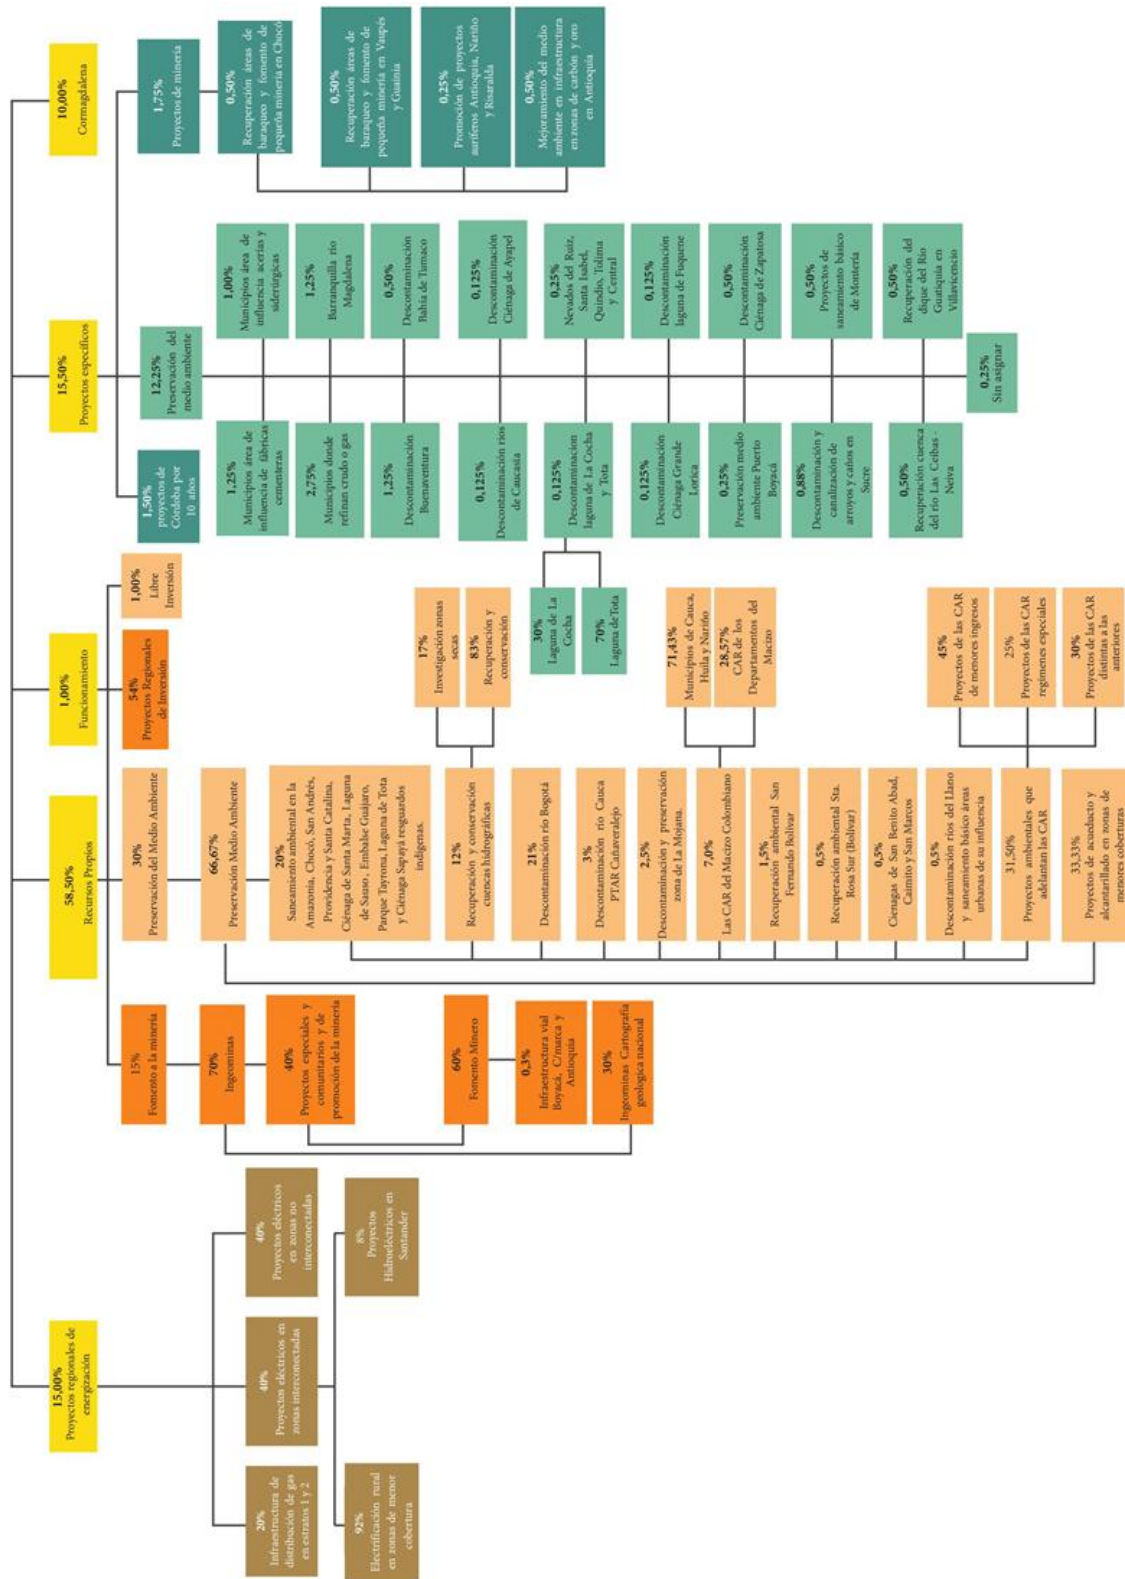 15,00%
Proyectos regionales de
energización
58,50%
Recursos Propios
1,00%
Funcionamiento
15,50%
Proyectos específicos
10,00%
Cormagdalena
20%
Infraestructura de
distribución de gas
en estratos 1 y 2
40%
Proyectos eléctricos en
zonas interconectadas
40%
Proyectos eléctricos
en zonas no
interconectadas
92%
Electrificación rural
en zonas de menor
cobertura
8%
Proyectos
Hidroeléctricos en
Santander
15%
Fomento a la minería
30%
Preservación del Medio Ambiente
54%
Proyectos Regionales
de Inversión
1,00%
Libre
Inversión
70%
Ingeominas
40%
Proyectos especiales y
comunitarios y de
promoción de la minería
60%
Fomento Minero
0,3%
Infraestructura vial
Boyacá, C/marca y
Antioquia
30%
Ingeominas Cartografía
geologica nacional
66,67%
Preservación Medio Ambiente
20%
Saneamiento ambiental en la
Amazonia, Chocó, San Andrés,
Providencia y Santa Catalina,
Ciénaga de Santa Marta, Laguna
de Sauso, Embalse Guájaro,
Parque Tayrona, Laguna de Tota
y Ciénaga Sapayá resguardos
indígenas.
12%
Recuperación y conservación
cuencas hidrográficas
17%
Investigación zonas
secas
83%
Recuperación y
conservación
21%
Descontaminación río Bogotá
3%
Descontaminación río Cauca
PTAR Cañaveralejo
2,5%
Descontaminación y preservación
zona de La Mojana.
7,0%
Las CAR del Macizo Colombiano
71,43%
Municipios de Cauca,
Huila y Nariño
28,57%
CAR de los
Departamentos del
Macizo
1,5%
Recuperación ambiental San
Fernando Bolivar
0,5%
Recuperación ambiental Sta.
Rosa Sur (Bolívar)
0,5%
Cienagas de San Benito Abad,
Caimito y San Marcos
0,5%
Descontaminación ríos del Llano
y saneamiento básico áreas
urbanas de su influencia
31,50%
Proyectos ambientales que
adelantan las CAR
45%
Proyectos de las CAR
de menores ingresos
25%
Proyectos de las CAR
regímenes especiales
30%
Proyectos de las CAR
distintas a las
anteriores
33,33%
Proyectos de acueducto y
alcantarillado en zonas de
menores coberturas
1,50%
proyectos de
Córdoba por
10 años
12,25%
Preservación del
medio ambiente
1,75%
Proyectos de minería
1,25%
Municipios área de
influencia de fábricas
cementeras
1,00%
Municipios área de
influencia acerías y
siderúrgicas
2,75%
Municipios donde
refinan crudo o gas
1,25%
Barranquilla río
Magdalena
1,25%
Descontaminación
Buenaventura
0,50%
Descontaminación
Bahía de Tumaco
0,125%
Descontaminación ríos
de Caucasia
0,125%
Descontaminación
Ciénaga de Ayapel
0,125%
Descontaminacion
laguna de La Cocha
y Tota
30%
Laguna de La
Cocha
70%
Laguna de Tota
0,25%
Nevados del Ruiz,
Santa Isabel,
Quindio, Tolima
y Central
0,125%
Descontaminación
Ciénaga Grande
Lorica
0,125%
Descontaminación
laguna de Fuquene
0,25%
Preservación medio
ambiente Puerto
Boyacá
0,50%
Descontaminación
Ciénaga de Zapatosa
0,88%
Descontaminación y
canalización de
arroyos y caños en
Sucre
0,50%
Proyectos de
saneamiento básico
de Montería
0,50%
Recuperación cuenca
del río Las Ceibas -
Neiva
0,50%
Recuperación del
dique del Río
Guatiquia en
Villavicencio
0,25%
Sin asignar
0,50%
Recuperación áreas de
baraqueo y fomento de
pequeña minería en Chocó
0,50%
Recuperación áreas de
baraqueo y fomento de
pequeña minería en Vaupés
y Guainía
0,25%
Promoción de proyectos
auríferos Antioquia, Nariño
y Risaralda
0,50%
Mejoramiento del medio
ambiente en infraestructura
en zonas de carbón y oro
en Antioquia